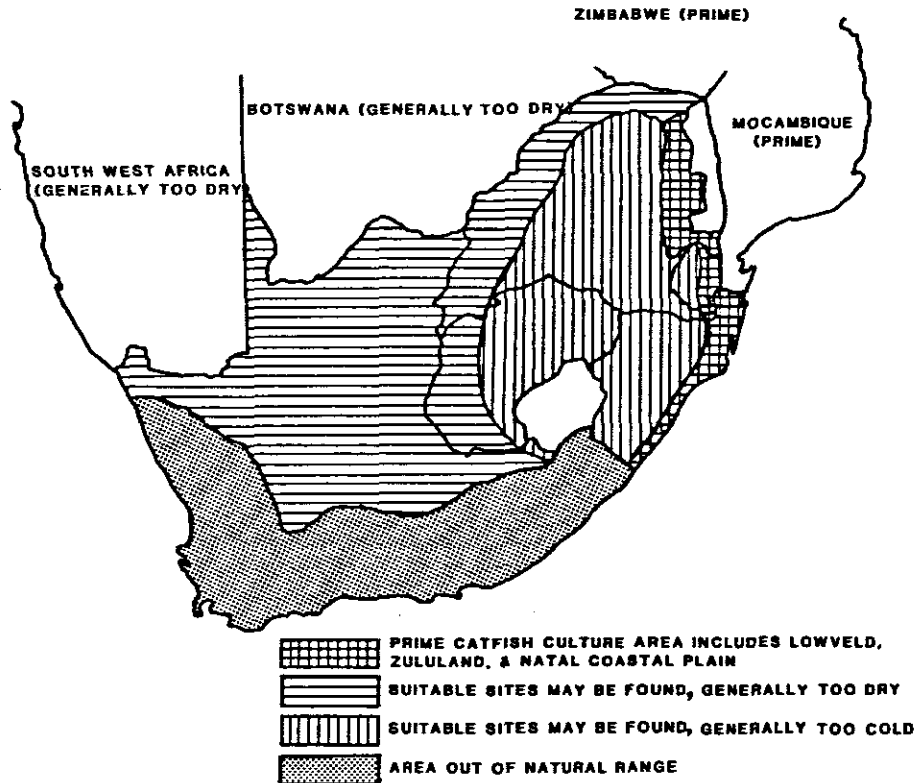 ZIMBABWE (PRIME)
BOTSWANA (GENERALLY TOO DRY)
MOCAMBIQUE
(PRIME)
SOUTH WEST AFRICA
(GENERALLY TOO DRY)
PRIME CATFISH CULTURE AREA INCLUDES LOWVELD,
ZULULAND, & NATAL COASTAL PLAIN
SUITABLE SITES MAY BE FOUND, GENERALLY TOO DRY
SUITABLE SITES MAY BE FOUND, GENERALLY TOO COLD
AREA OUT OF NATURAL RANGE